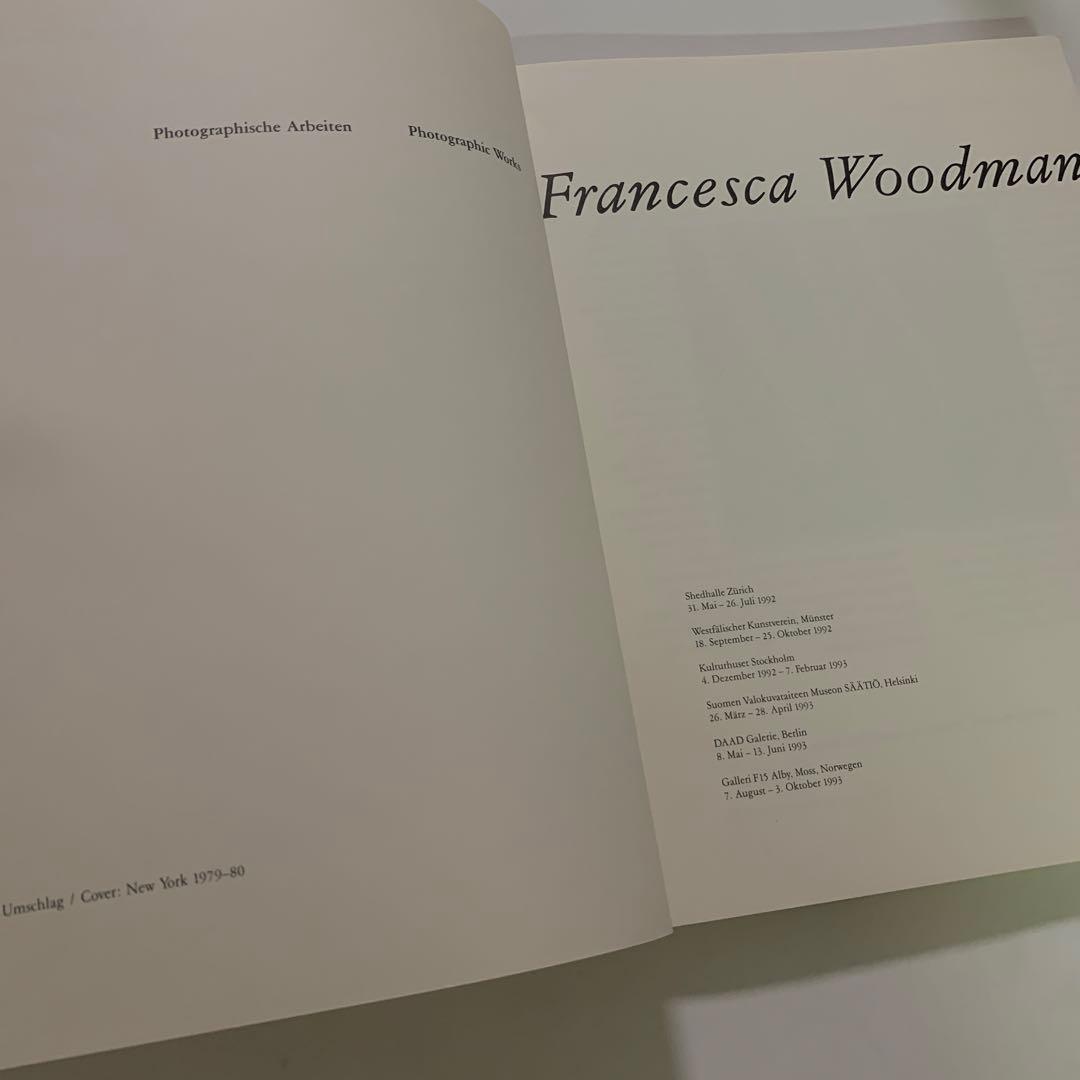 Photographische Arbeiten
Photographic Works
Umschlag / Cover: New York 1979–80
Francesca Woodman
Shedhalle Zürich
31. Mai – 26. Juli 1992
Westfälischer Kunstverein, Münster
18. September – 25. Oktober 1992
Kulturhuset Stockholm
4. Dezember 1992 – 7. Februar 1993
Suomen Valokuvataiteen Museon SÄÄTIÖ, Helsinki
26. März – 28. April 1993
DAAD Galerie, Berlin
8. Mai – 13. Juni 1993
Galleri F15 Alby, Moss, Norwegen
7. August – 3. Oktober 1993